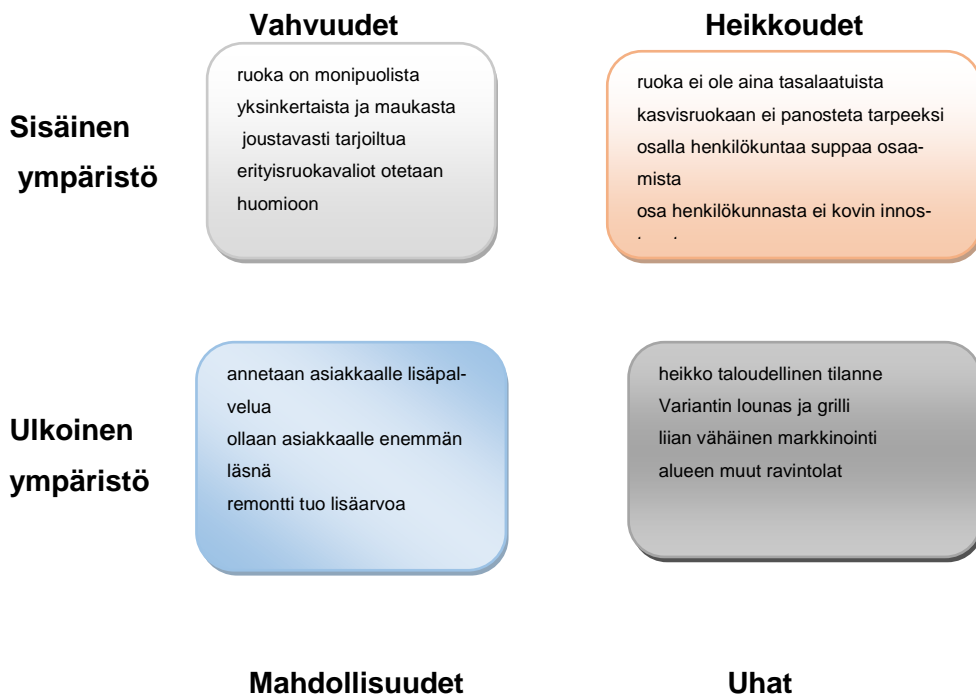 Vahvuudet
Heikkoudet
Sisäinen
ympäristö
ruoka on monipuolista
yksinkertaista ja maukasta
joustavasti tarjoiltua
erityisruokavaliot otetaan
huomioon
ruoka ei ole aina tasalaatuista
kasvisruokaan ei panosteta tarpeeksi
osalla henkilökuntaa suppaa osaa-
mista
osa henkilökunnasta ei kovin innos-
Ulkoinen
ympäristö
annetaan asiakkaalle lisäpal-
velua
ollaan asiakkaalle enemmän
läsnä
remontti tuo lisäarvoa
heikko taloudellinen tilanne
Variantin lounas ja grilli
liian vähäinen markkinointi
alueen muut ravintolat
Mahdollisuudet
Uhat